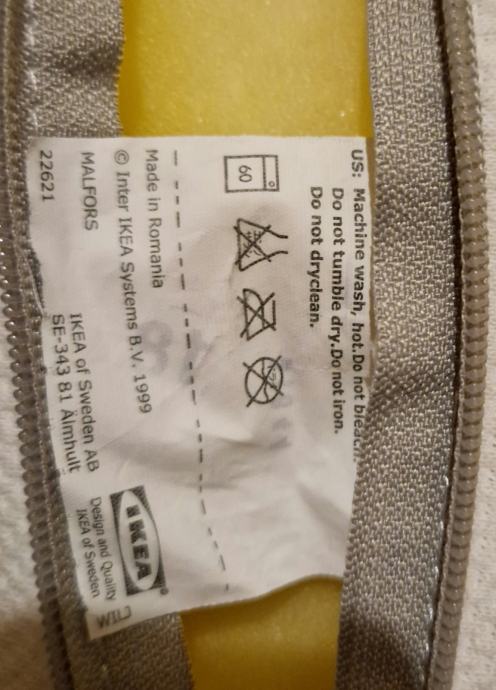 US: Machine wash, hot.Do not bleach.
Do not tumble dry.Do not iron.
Do not dryclean.
60
Made in Romania
© Inter IKEA Systems B.V. 1999
MALFORS
22621
IKEA of Sweden AB
SE-343 81 Älmhult
IKEA®
Design and Quality
IKEA of Sweden